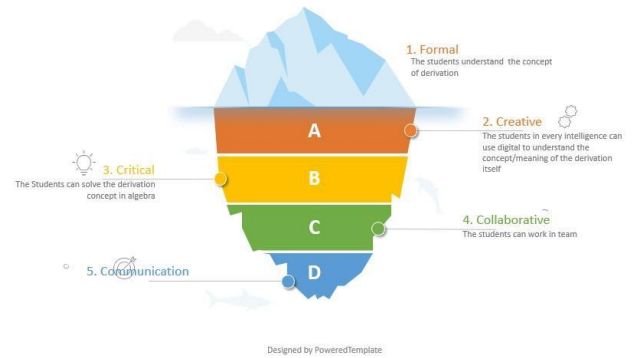 1. Formal
The students understand the concept
of derivation
A
2. Creative
The students in every intelligence can
use digital to understand the
concept/meaning of the derivation
itself
3. Critical
The Students can solve the derivation
concept in algebra
B
4. Collaborative
The students can work in team
C
5. Communication
D
Designed by PoweredTemplate